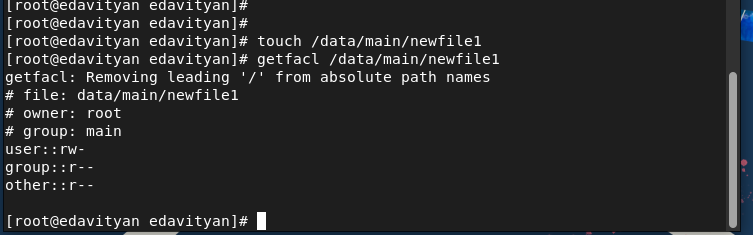 [root@edavityan edavityan]#
[root@edavityan edavityan]#
[root@edavityan edavityan]# touch /data/main/newfile1
[root@edavityan edavityan]# getfacl /data/main/newfile1
getfacl: Removing leading '/' from absolute path names
# file: data/main/newfile1
# owner: root
# group: main
user::rw-
group::r--
other::r--
[root@edavityan edavityan]#